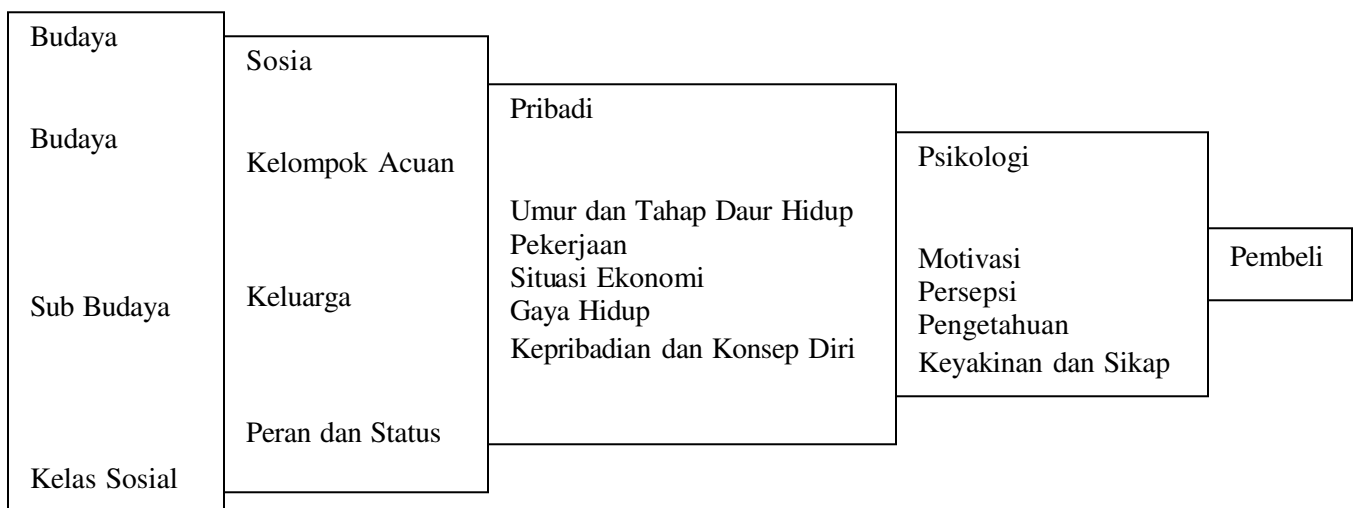 Budaya
Budaya
Sub Budaya
Kelas Sosial
Sosia
Kelompok Acuan
Keluarga
Peran dan Status
Pribadi
Umur dan Tahap Daur Hidup
Pekerjaan
Situasi Ekonomi
Gaya Hidup
Kepribadian dan Konsep Diri
Psikologi
Motivasi
Persepsi
Pengetahuan
Keyakinan dan Sikap
Pembeli